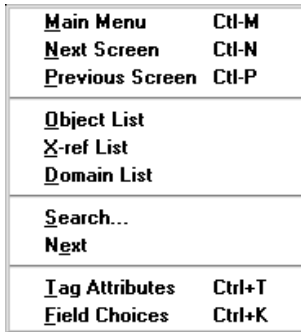 Main Menu Ctl-M
Next Screen Ctl-N
Previous Screen Ctl-P
Object List
X-ref List
Domain List
Search...
Next
Tag Attributes Ctrl+T
Field Choices Ctrl+K